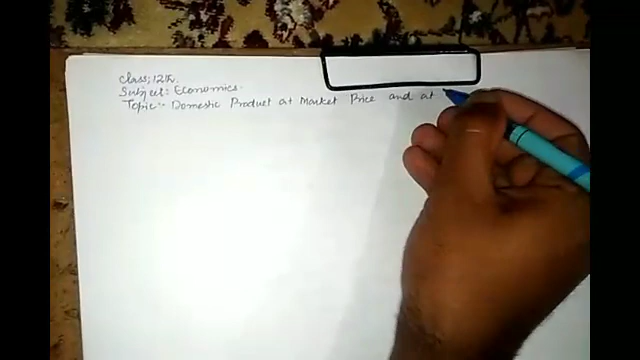 Class; 12th.
Subject: Economics.
Topic:- Domestic Product at Market Price and at